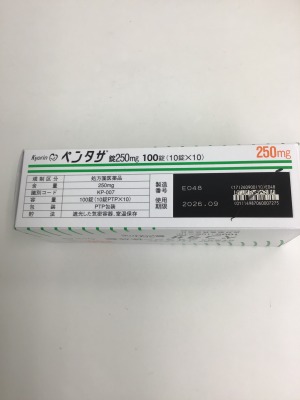 Kyorin ペンタサ 錠250mg 100錠(10錠×10)
250mg
規制区分 処方箋医薬品
含量 250mg
識別コード KP-007
容量 100錠(10錠PTP×10)
包装 PTP包装
貯法 遮光した気密容器、室温保存
製造番号 E048
使用期限 2026.09